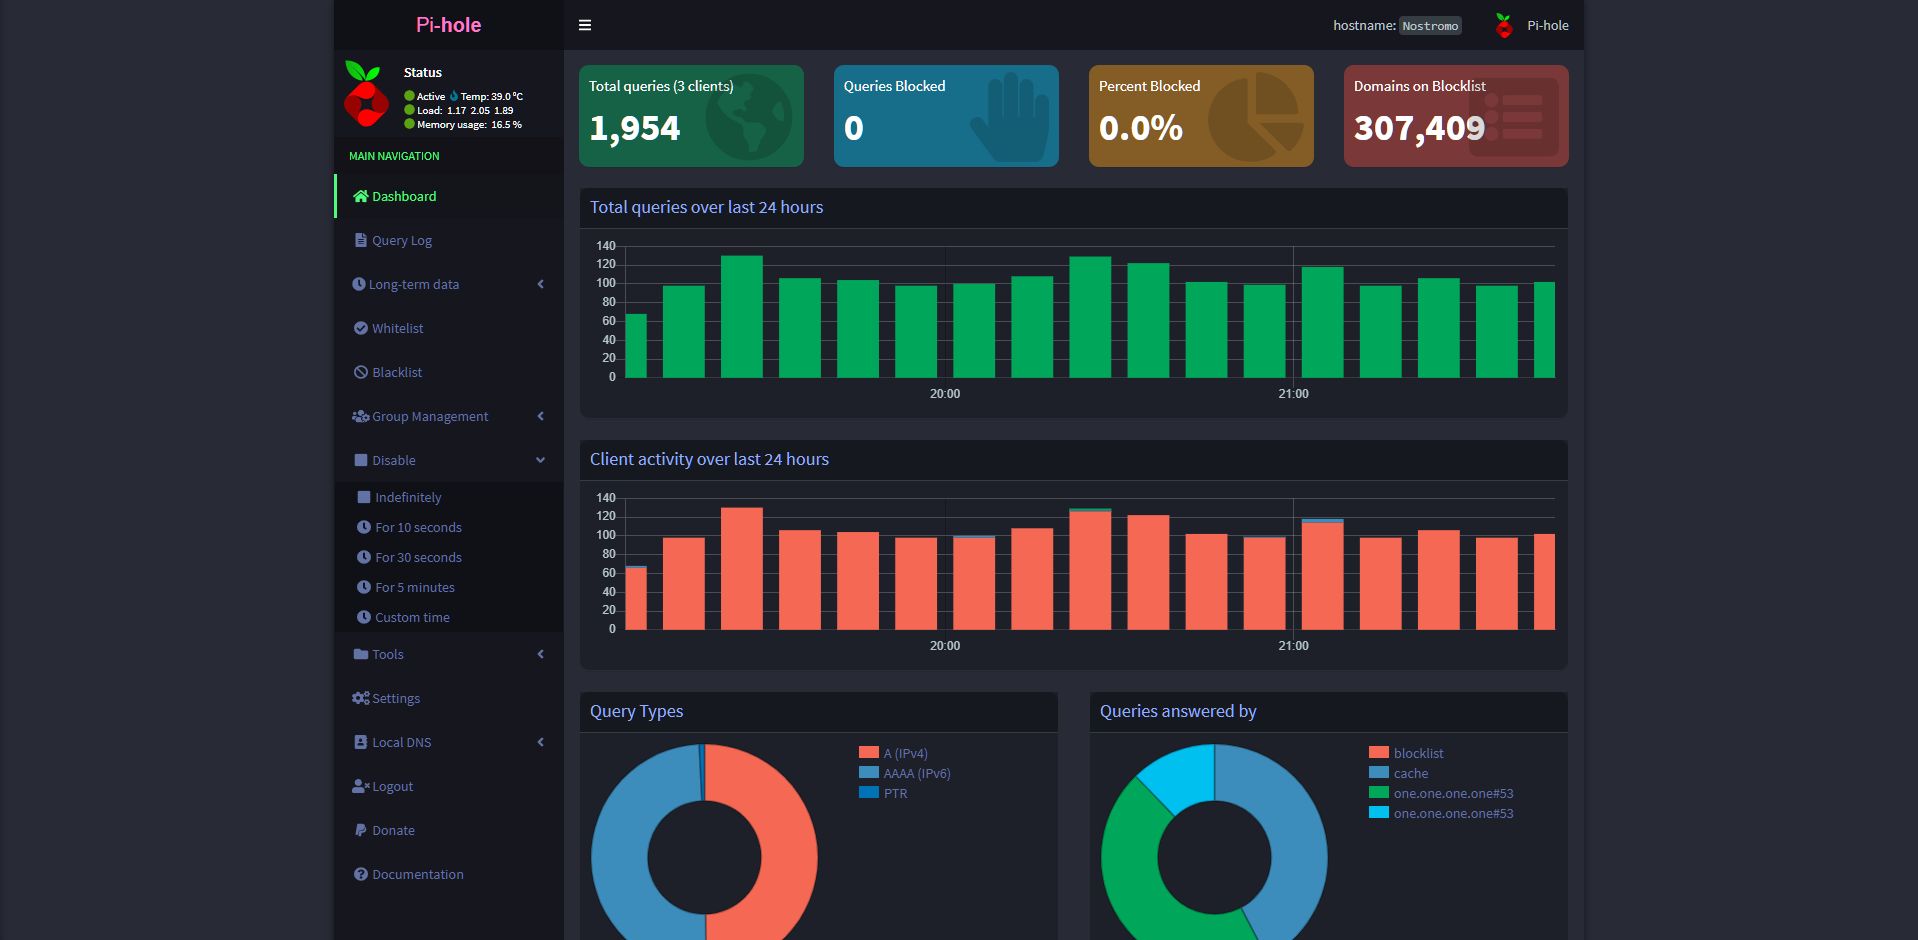 Pi-hole
hostname: Nostromo
Pi-hole
Status
Active Temp: 39.0 °C
Load: 1.17 2.05 1.89
Memory usage: 16.5 %
MAIN NAVIGATION
Dashboard
Query Log
Long-term data
Whitelist
Blacklist
Group Management
Disable
Indefinitely
For 10 seconds
For 30 seconds
For 5 minutes
Custom time
Tools
Settings
Local DNS
Logout
Donate
Documentation
Total queries (3 clients)
1,954
Queries Blocked
0
Percent Blocked
0.0%
Domains on Blocklist
307,409
Total queries over last 24 hours
140
120
100
80
60
40
20
0
20:00
21:00
Client activity over last 24 hours
140
120
100
80
60
40
20
0
20:00
21:00
Query Types
A (IPv4)
AAAA (IPv6)
PTR
Queries answered by
blocklist
cache
one.one.one.one#53
one.one.one.one#53